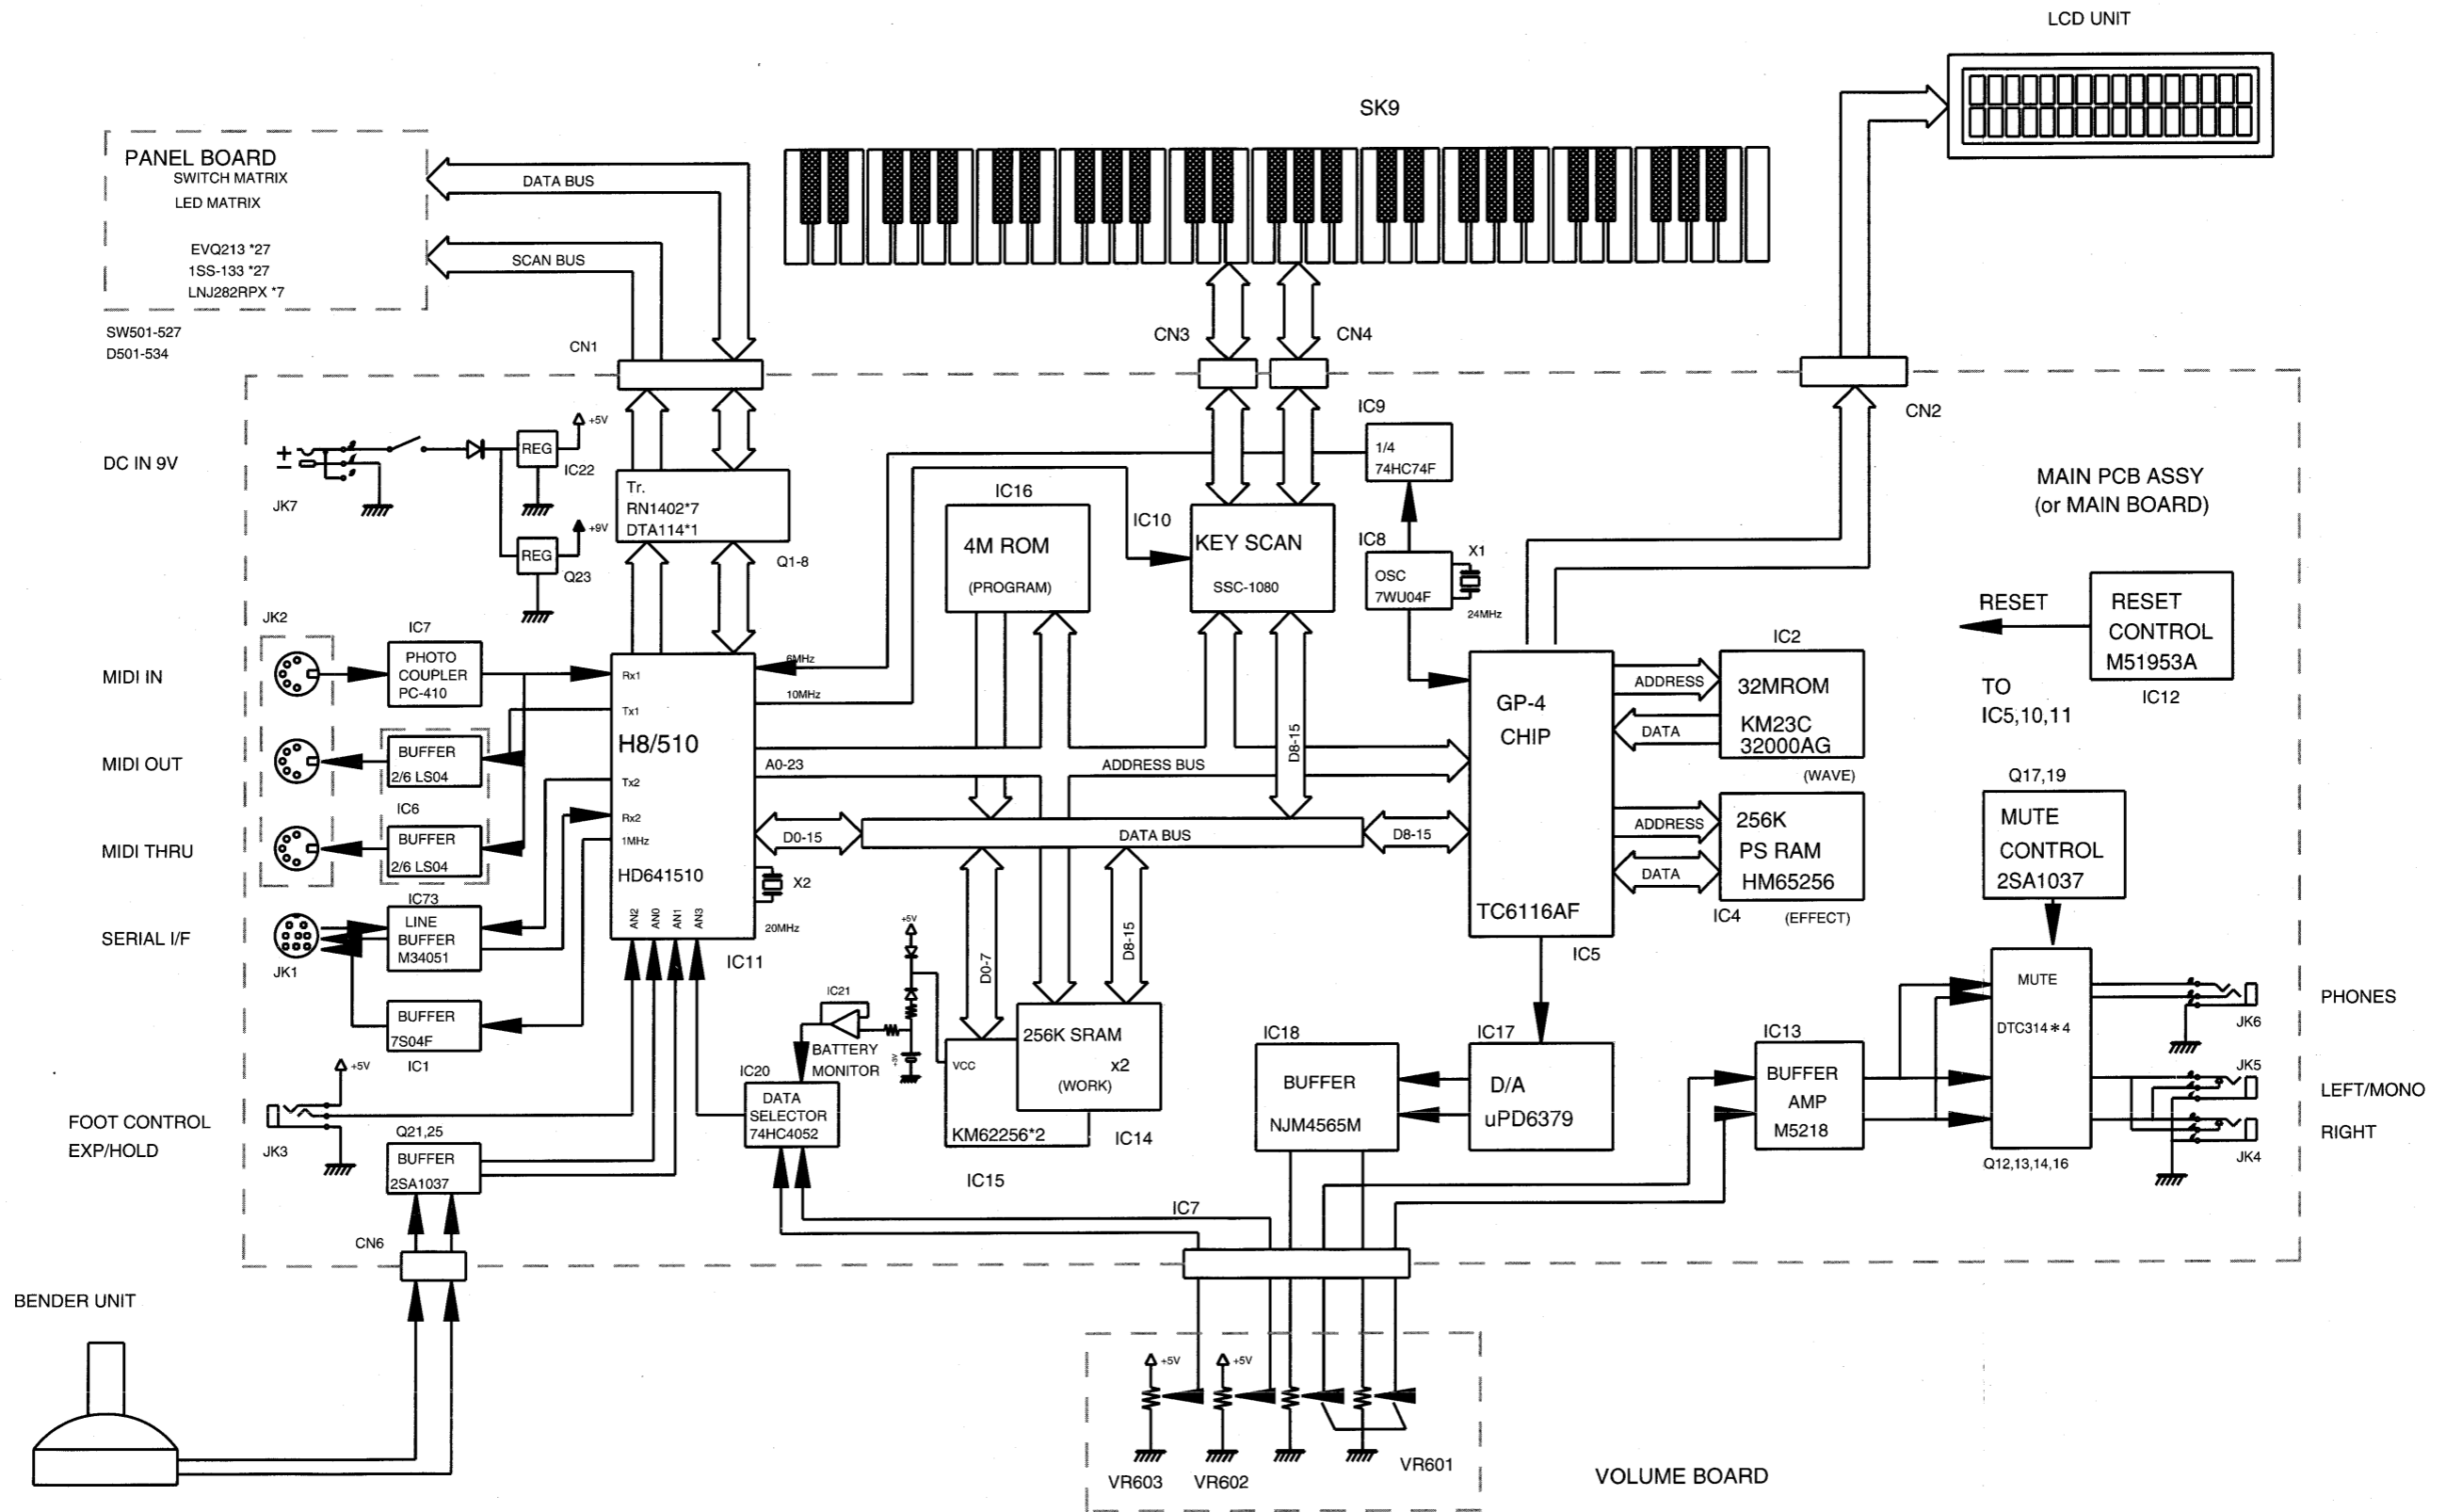 LCD UNIT
SK9
PANEL BOARD
SWITCH MATRIX
LED MATRIX
EVQ213 *27
1SS-133 *27
LNJ282RPX *7
DATA BUS
SCAN BUS
SW501-527
D501-534
CN1
CN3
CN4
CN2
DC IN 9V
JK7
REG
+5V
IC22
REG
+9V
Q23
Tr.
RN1402*7
DTA114*1
Q1-8
IC16
4M ROM
(PROGRAM)
IC10
KEY SCAN
SSC-1080
IC9
1/4
74HC74F
IC8
OSC
7WU04F
X1
24MHz
MAIN PCB ASSY
(or MAIN BOARD)
RESET
RESET
CONTROL
M51953A
IC12
TO
IC5,10,11
JK2
MIDI IN
IC7
PHOTO
COUPLER
PC-410
MIDI OUT
BUFFER
2/6 LS04
IC6
MIDI THRU
BUFFER
2/6 LS04
SERIAL I/F
JK1
IC73
LINE
BUFFER
M34051
BUFFER
7S04F
IC1
Rx1
Tx1
H8/510
Tx2
Rx2
1MHz
HD641510
AN2
AN0
AN1
AN3
6MHz
10MHz
A0-23
ADDRESS BUS
D0-15
DATA BUS
D8-15
D8-15
X2
20MHz
IC11
D0-7
D8-15
GP-4
CHIP
TC6116AF
IC5
ADDRESS
DATA
IC2
32MROM
KM23C
32000AG
(WAVE)
ADDRESS
DATA
256K
PS RAM
HM65256
IC4
(EFFECT)
Q17,19
MUTE
CONTROL
2SA1037
MUTE
DTC314*4
Q12,13,14,16
PHONES
JK6
JK5
LEFT/MONO
RIGHT
JK4
FOOT CONTROL
EXP/HOLD
JK3
+5V
Q21,25
BUFFER
2SA1037
CN6
BENDER UNIT
IC21
+5V
+3V
BATTERY
MONITOR
IC20
DATA
SELECTOR
74HC4052
VCC
256K SRAM
x2
(WORK)
KM62256*2
IC14
IC15
IC18
BUFFER
NJM4565M
IC17
D/A
uPD6379
IC13
BUFFER
AMP
M5218
IC7
+5V
+5V
VR603
VR602
VR601
VOLUME BOARD